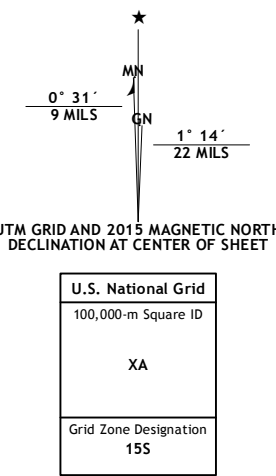 ★
MN
0° 31´
9 MILS
GN
1° 14´
22 MILS
UTM GRID AND 2015 MAGNETIC NORTH
DECLINATION AT CENTER OF SHEET
U.S. National Grid
100,000-m Square ID
XA
Grid Zone Designation
15S